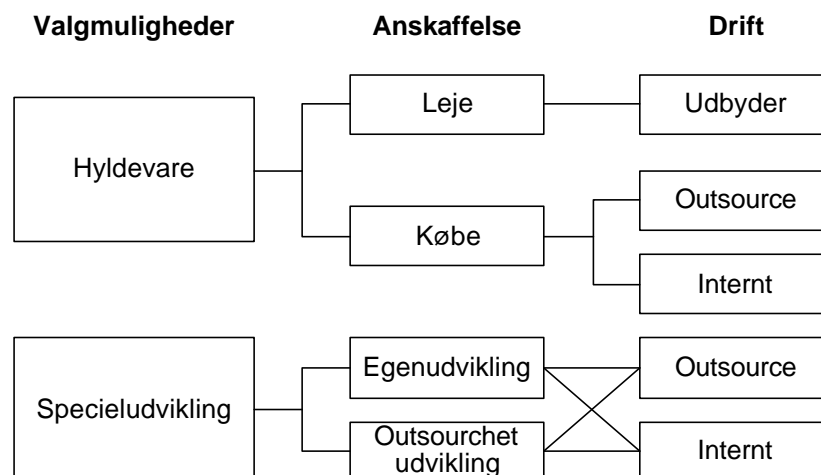 Valgmuligheder Anskaffelse Drift
Leje Udbyder
Hyldevare
Outsource
Købe
Internt
Egenudvikling Outsource
Specieludvikling
Outsourchet
udvikling
Internt